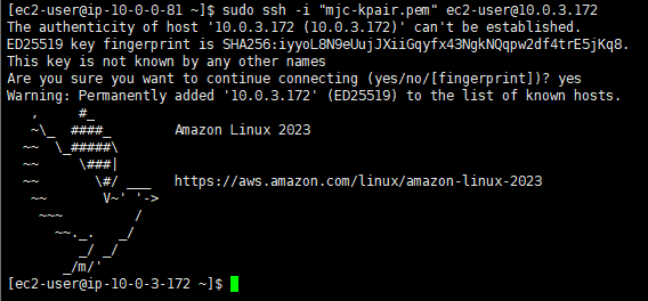 [ec2-user@ip-10-0-0-81 ~]$ sudo ssh -i "mjc-kpair.pem" ec2-user@10.0.3.172
The authenticity of host '10.0.3.172 (10.0.3.172)' can't be established.
ED25519 key fingerprint is SHA256:iyyoL8N9eUujJXiiGqyfx43NgkNQqpw2df4trE5jKq8.
This key is not known by any other names
Are you sure you want to continue connecting (yes/no/[fingerprint])? yes
Warning: Permanently added '10.0.3.172' (ED25519) to the list of known hosts.
   ,     #_
   ~\_  ####_        Amazon Linux 2023
  ~~  \_#####\
  ~~     \###|
  ~~       \#/ ___   https://aws.amazon.com/linux/amazon-linux-2023
   ~~       V~' '->
    ~~~         /
      ~~._.   _/
         _/ _/
       _/m/'
[ec2-user@ip-10-0-3-172 ~]$